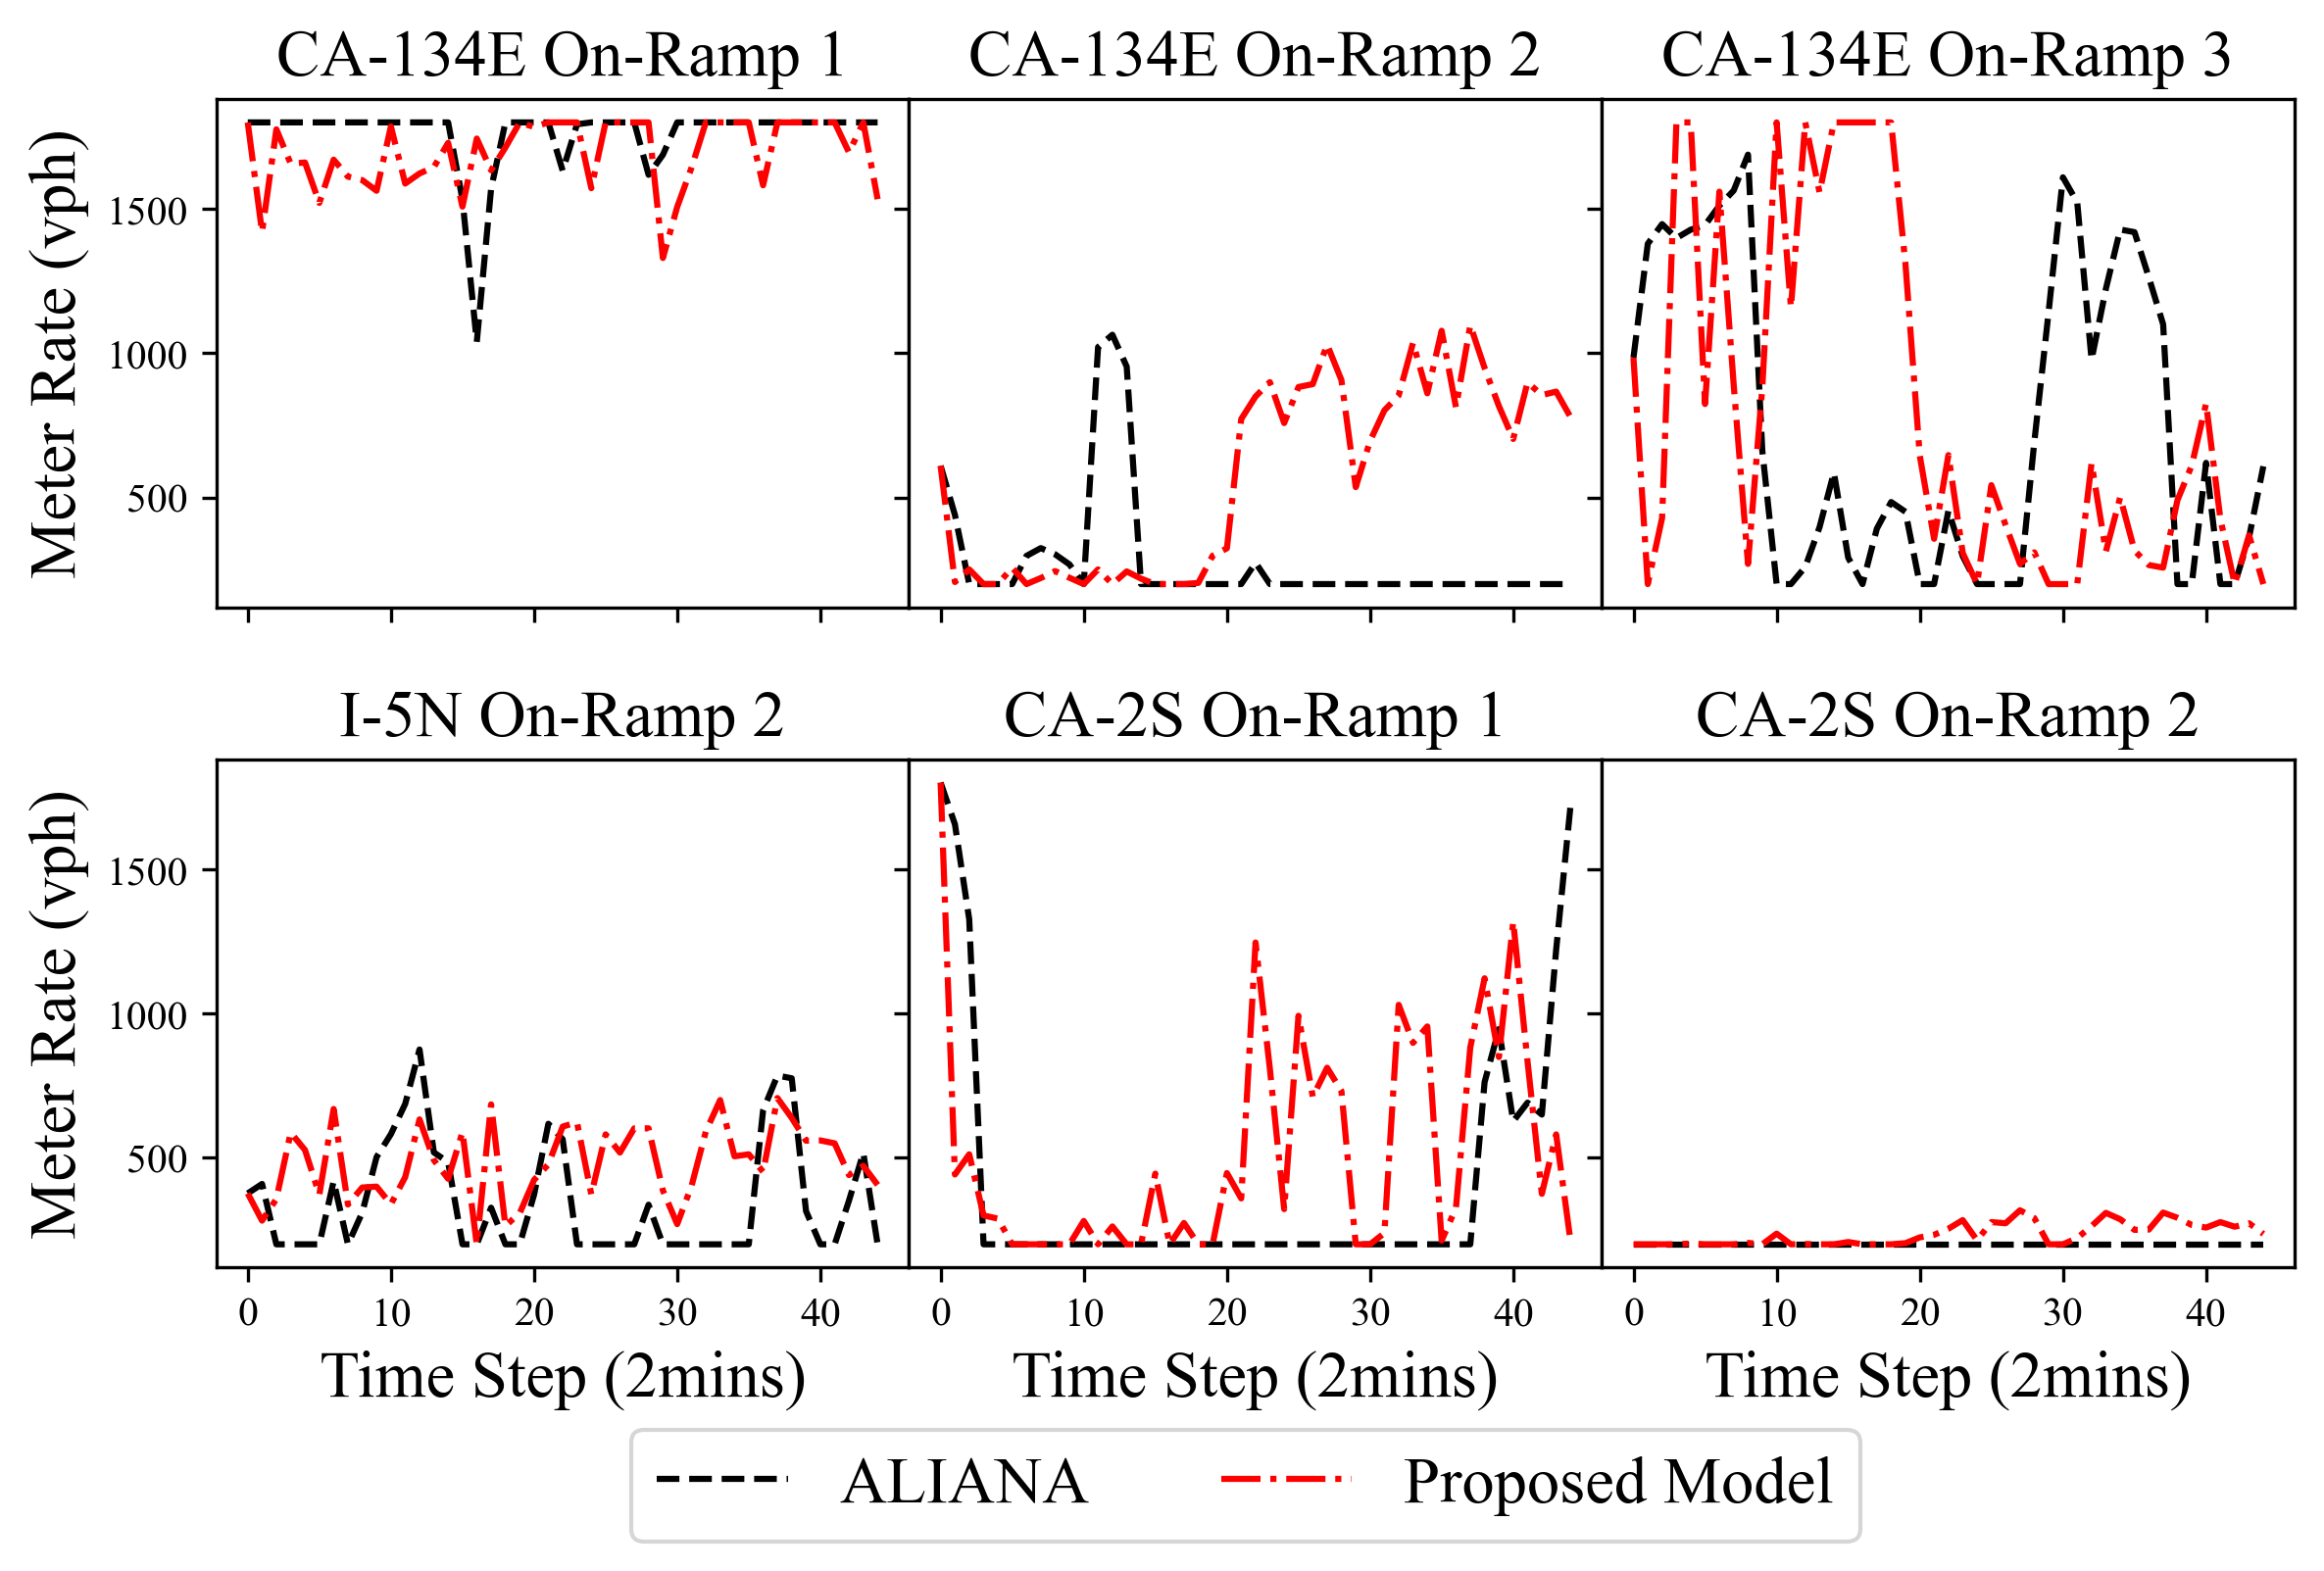 CA-134E On-Ramp 1
CA-134E On-Ramp 2
CA-134E On-Ramp 3
Meter Rate (vph)
1500
1000
500
I-5N On-Ramp 2
CA-2S On-Ramp 1
CA-2S On-Ramp 2
Meter Rate (vph)
1500
1000
500
0 10 20 30 40
0 10 20 30 40
0 10 20 30 40
Time Step (2mins)
Time Step (2mins)
Time Step (2mins)
ALIANA
Proposed Model